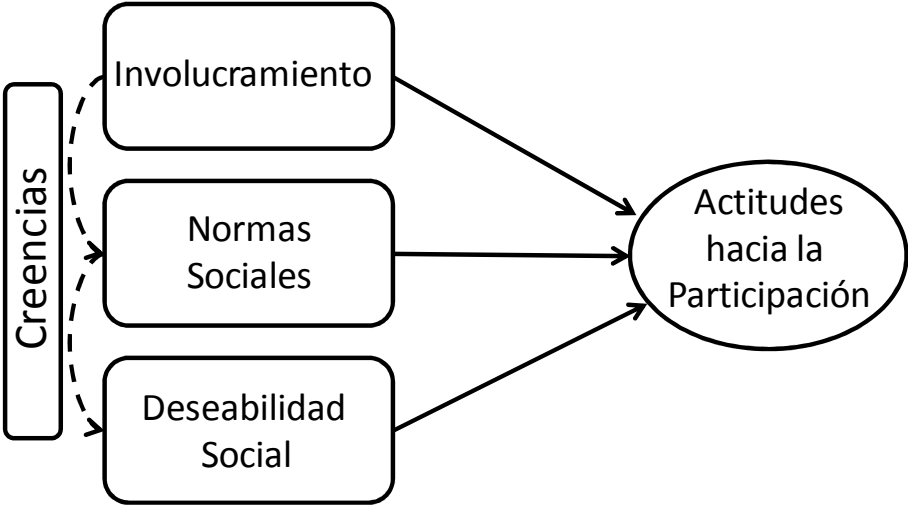 Creencias
Involucramiento
Normas
Sociales
Deseabilidad
Social
Actitudes
hacia la
Participación